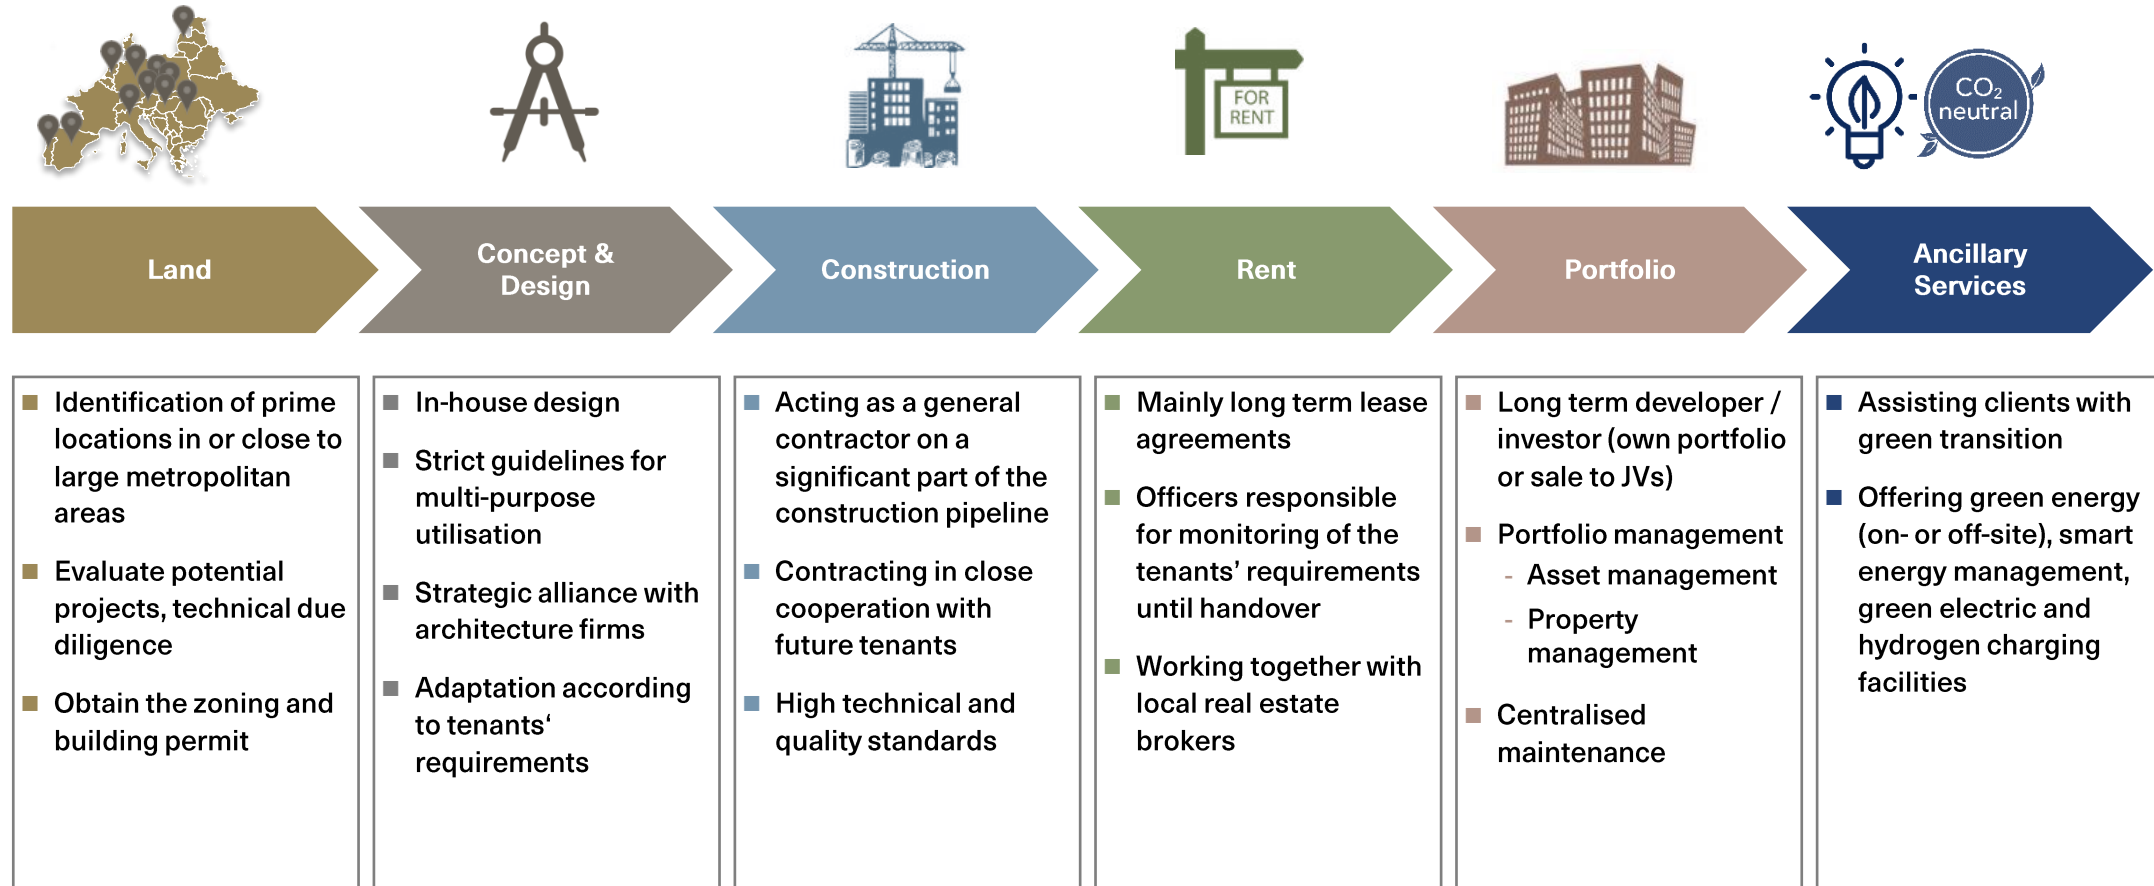 FOR
RENT
CO₂
neutral
Land
Concept &
Design
Construction
Rent
Portfolio
Ancillary
Services
Identification of prime
locations in or close to
large metropolitan
areas
Evaluate potential
projects, technical due
diligence
Obtain the zoning and
building permit
In-house design
Strict guidelines for
multi-purpose
utilisation
Strategic alliance with
architecture firms
Adaptation according
to tenants‘
requirements
Acting as a general
contractor on a
significant part of the
construction pipeline
Contracting in close
cooperation with
future tenants
High technical and
quality standards
Mainly long term lease
agreements
Officers responsible
for monitoring of the
tenants’ requirements
until handover
Working together with
local real estate
brokers
Long term developer /
investor (own portfolio
or sale to JVs)
Portfolio management
- Asset management
- Property
management
Centralised
maintenance
Assisting clients with
green transition
Offering green energy
(on- or off-site), smart
energy management,
green electric and
hydrogen charging
facilities